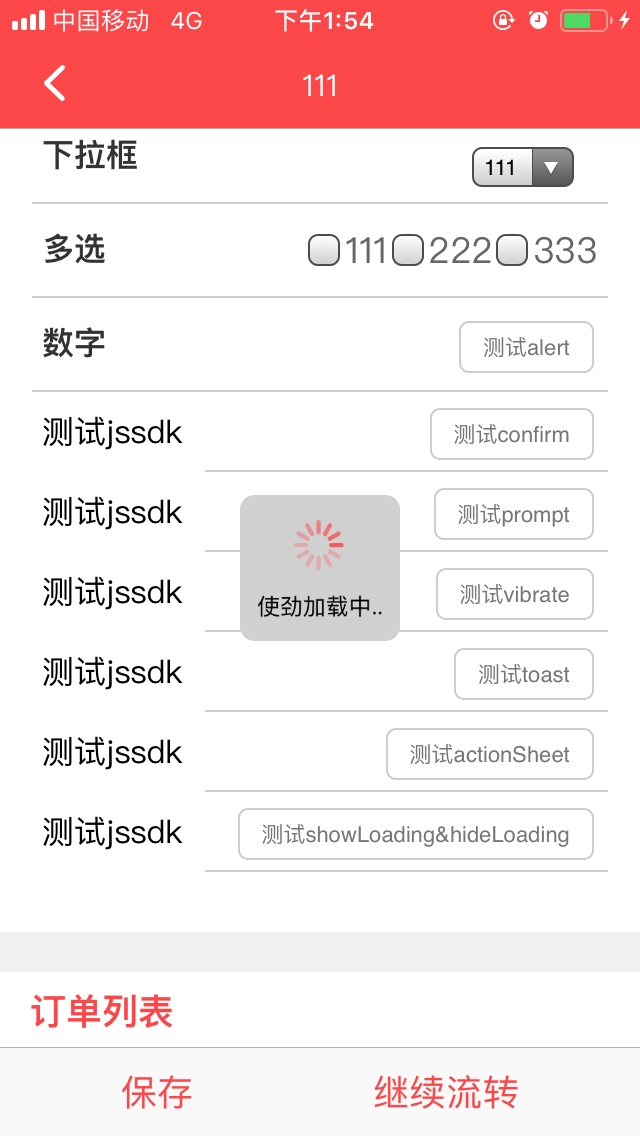 中国移动 4G 下午1:54
111
下拉框 111
多选 111 222 333
数字 测试alert
测试jssdk 测试confirm
测试jssdk 测试prompt
测试jssdk 测试vibrate
使劲加载中..
测试jssdk 测试toast
测试jssdk 测试actionSheet
测试jssdk 测试showLoading&hideLoading
订单列表
保存 继续流转